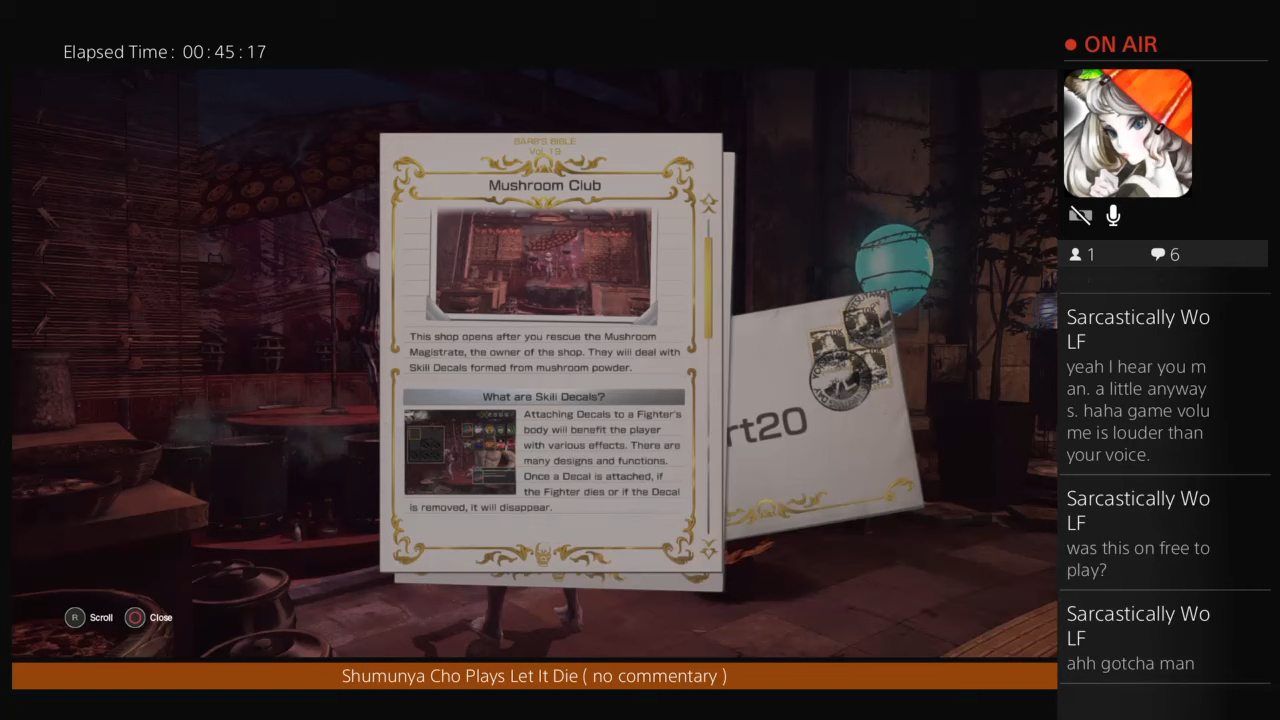 Elapsed Time: 00:45:17
ON AIR
BARB'S BIBLE
Vol. 13
Mushroom Club
This shop opens after you rescue the Mushroom
Magistrate, the owner of the shop. They will deal with
Skill Decals formed from mushroom powder.
What are Skill Decals?
Attaching Decals to a Fighter's
body will benefit the player
with various effects. There are
many designs and functions.
Once a Decal is attached, if
the Fighter dies or if the Decal
is removed, it will disappear.
rt20
R Scroll Close
Shumunya Cho Plays Let It Die ( no commentary )
1 6
Sarcastically Wo
LF
yeah I hear you m
an. a little anyway
s. haha game volu
me is louder than
your voice.
Sarcastically Wo
LF
was this on free to
play?
Sarcastically Wo
LF
ahh gotcha man